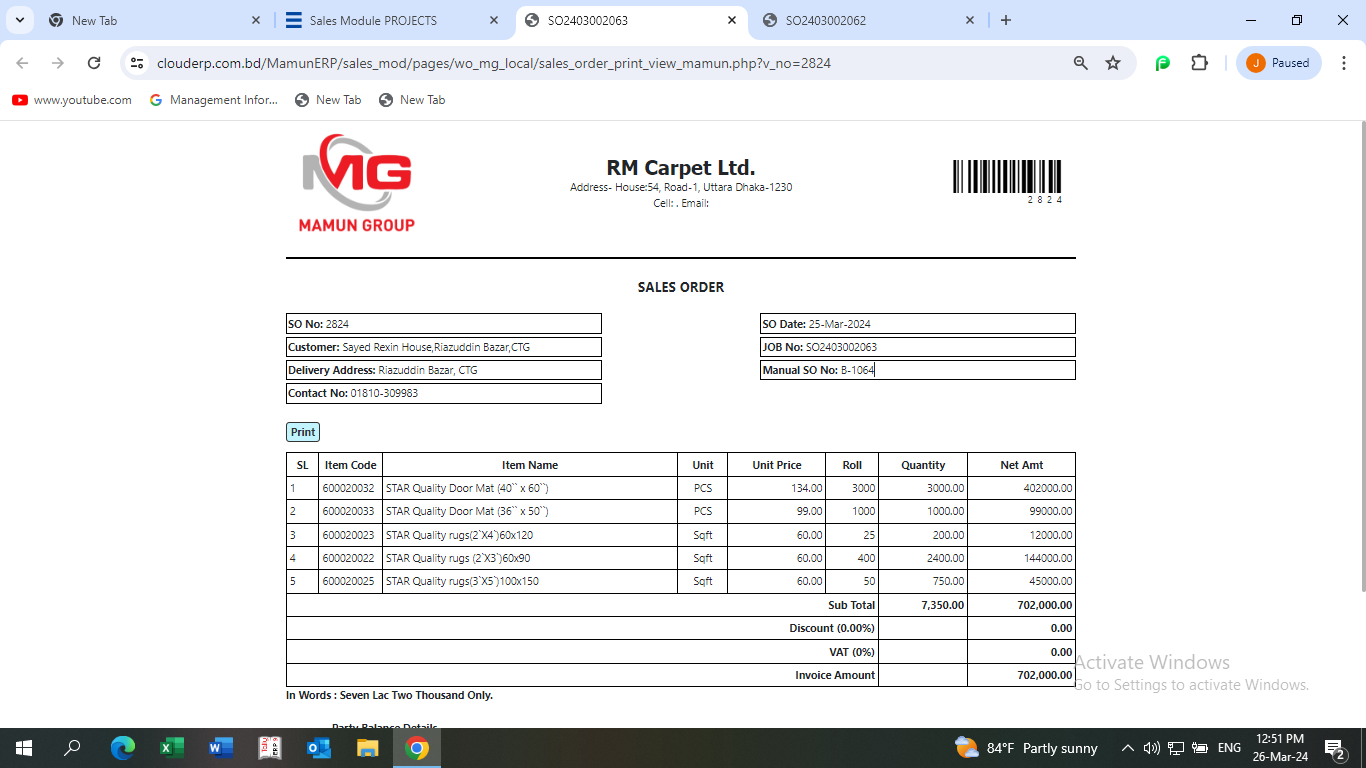 New Tab
Sales Module PROJECTS
SO2403002063
SO2403002062
clouderp.com.bd/MamunERP/sales_mod/pages/wo_mg_local/sales_order_print_view_mamun.php?v_no=2824
J Paused
www.youtube.com
Management Infor...
New Tab
New Tab
MG
MAMUN GROUP
RM Carpet Ltd.
Address- House:54, Road-1, Uttara Dhaka-1230
Cell: . Email:
2 8 2 4
SALES ORDER
SO No: 2824
Customer: Sayed Rexin House,Riazuddin Bazar,CTG
Delivery Address: Riazuddin Bazar, CTG
Contact No: 01810-309983
SO Date: 25-Mar-2024
JOB No: SO2403002063
Manual SO No: B-1064
Print
SL Item Code Item Name Unit Unit Price Roll Quantity Net Amt
1 600020032 STAR Quality Door Mat (40`` x 60``) PCS 134.00 3000 3000.00 402000.00
2 600020033 STAR Quality Door Mat (36`` x 50``) PCS 99.00 1000 1000.00 99000.00
3 600020023 STAR Quality rugs(2`X4`)60x120 Sqft 60.00 25 200.00 12000.00
4 600020022 STAR Quality rugs (2`X3`)60x90 Sqft 60.00 400 2400.00 144000.00
5 600020025 STAR Quality rugs(3`X5`)100x150 Sqft 60.00 50 750.00 45000.00
Sub Total 7,350.00 702,000.00
Discount (0.00%) 0.00
VAT (0%) 0.00
Invoice Amount 702,000.00
In Words : Seven Lac Two Thousand Only.
Party Balance Details
Activate Windows
Go to Settings to activate Windows.
84°F Partly sunny
ENG
12:51 PM
26-Mar-24
2